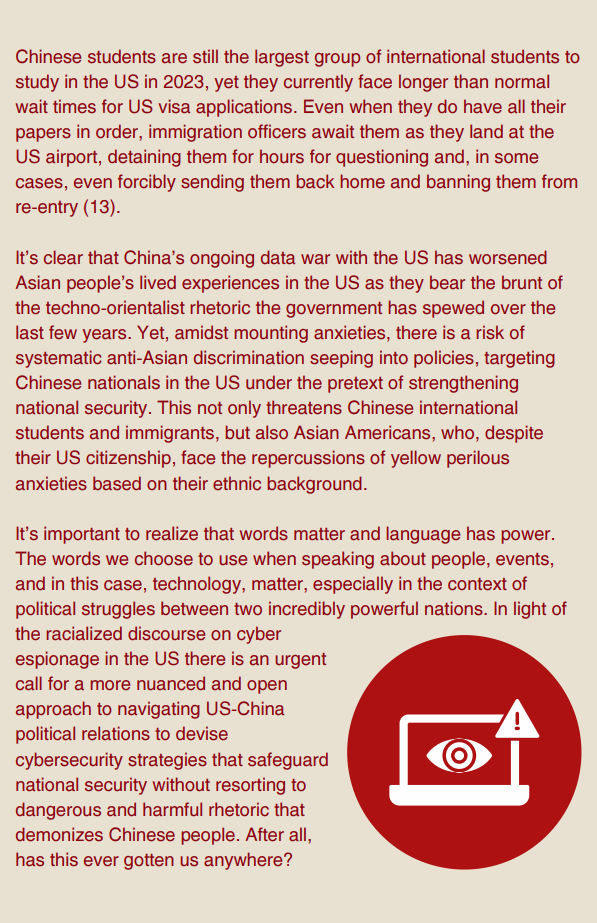 Chinese students are still the largest group of international students to
study in the US in 2023, yet they currently face longer than normal
wait times for US visa applications. Even when they do have all their
papers in order, immigration officers await them as they land at the
US airport, detaining them for hours for questioning and, in some
cases, even forcibly sending them back home and banning them from
re-entry (13).
It’s clear that China’s ongoing data war with the US has worsened
Asian people’s lived experiences in the US as they bear the brunt of
the techno-orientalist rhetoric the government has spewed over the
last few years. Yet, amidst mounting anxieties, there is a risk of
systematic anti-Asian discrimination seeping into policies, targeting
Chinese nationals in the US under the pretext of strengthening
national security. This not only threatens Chinese international
students and immigrants, but also Asian Americans, who, despite
their US citizenship, face the repercussions of yellow perilous
anxieties based on their ethnic background.
It’s important to realize that words matter and language has power.
The words we choose to use when speaking about people, events,
and in this case, technology, matter, especially in the context of
political struggles between two incredibly powerful nations. In light of
the racialized discourse on cyber
espionage in the US there is an urgent
call for a more nuanced and open
approach to navigating US-China
political relations to devise
cybersecurity strategies that safeguard
national security without resorting to
dangerous and harmful rhetoric that
demonizes Chinese people. After all,
has this ever gotten us anywhere?